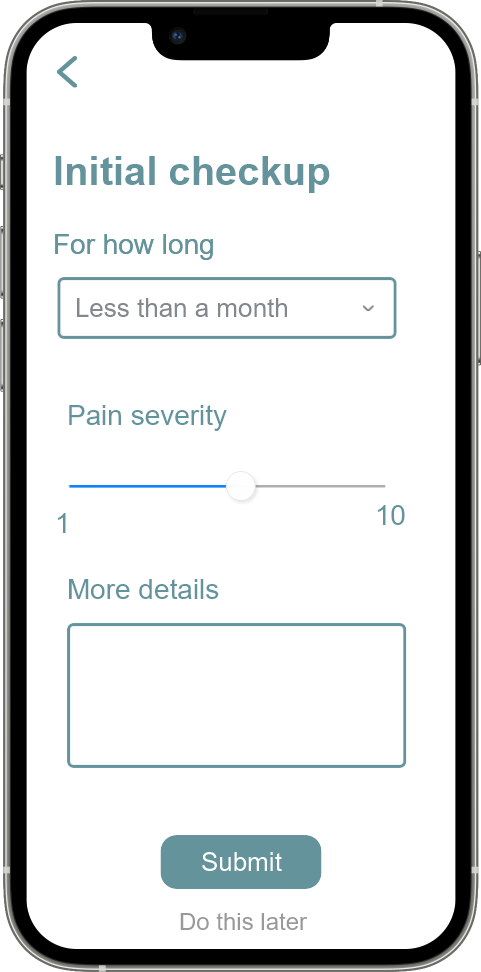 Initial checkup
For how long
Less than a month
Pain severity
1
10
More details
Submit
Do this later